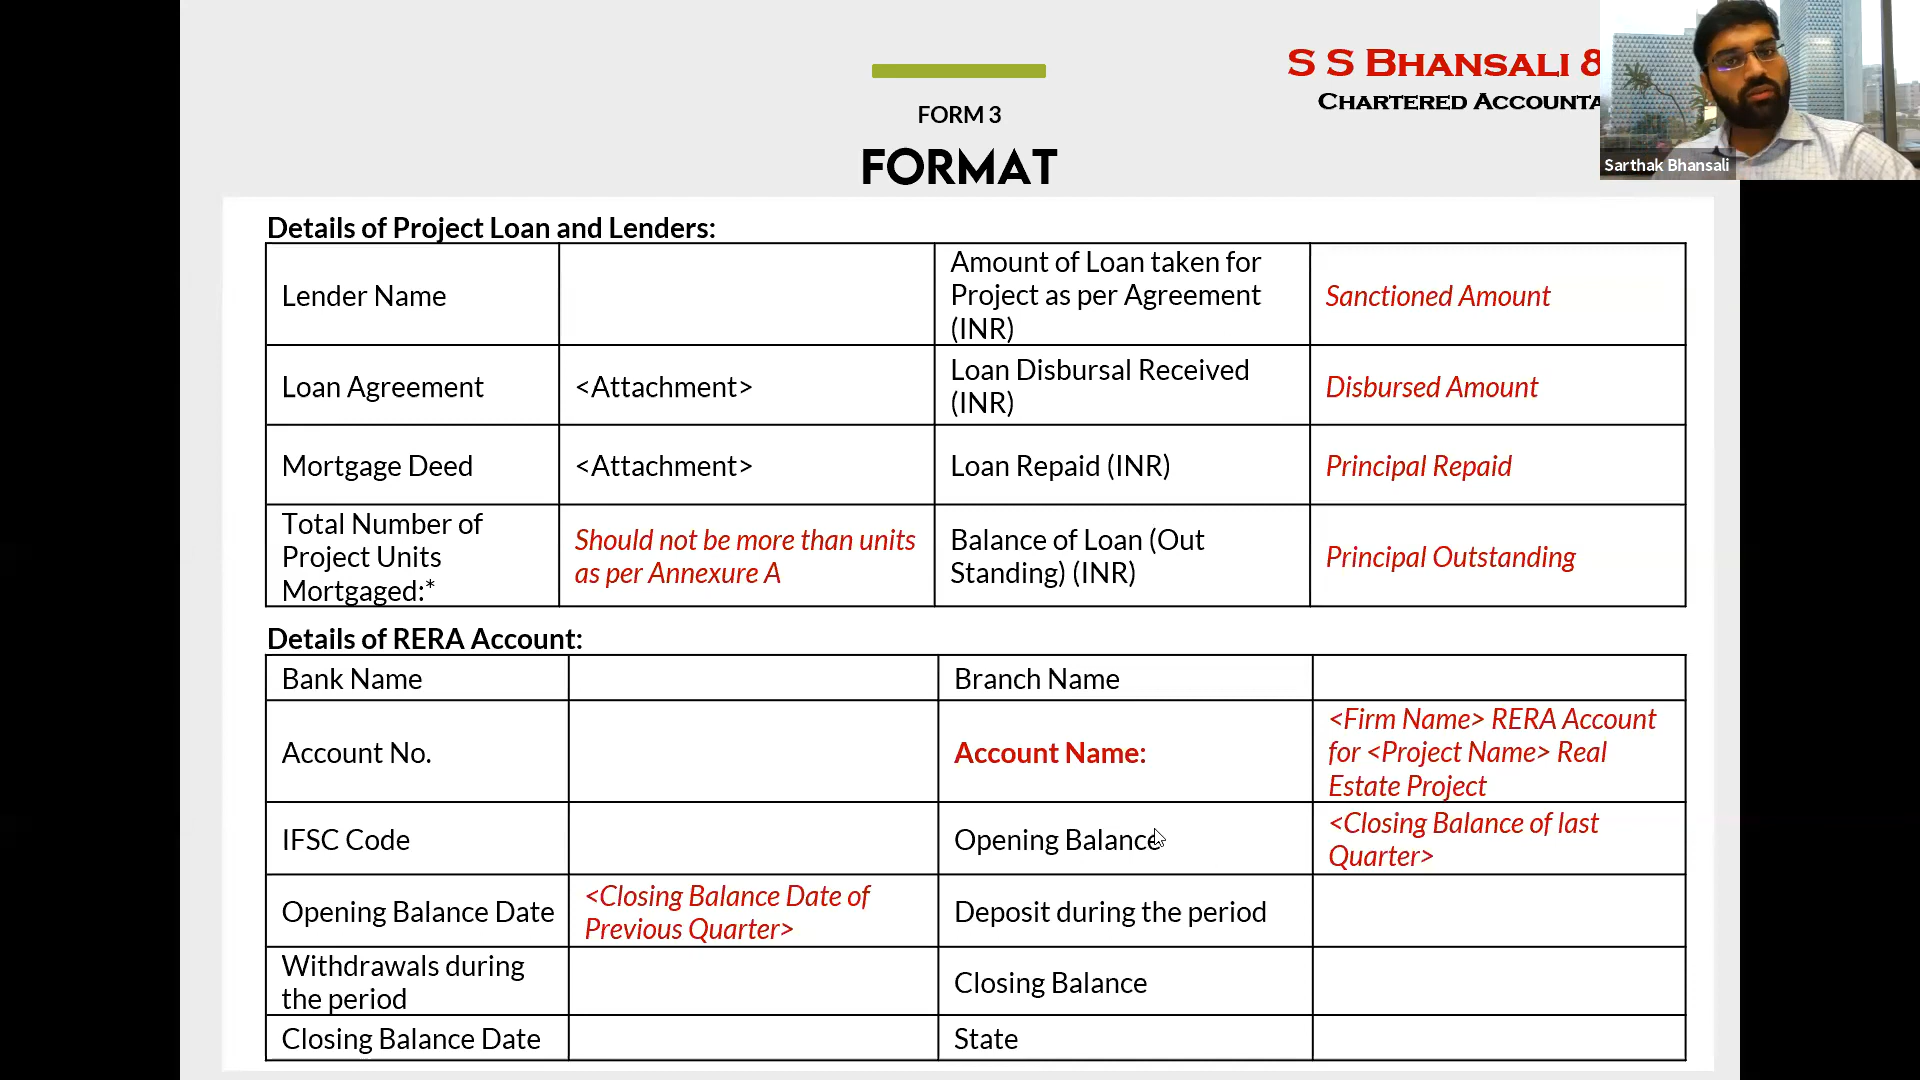 S S BHANSALI &
CHARTERED ACCOUNTA
Sarthak Bhansali
FORM 3
FORMAT
Details of Project Loan and Lenders:
Lender Name
Amount of Loan taken for
Project as per Agreement
(INR)
Sanctioned Amount
Loan Agreement
<Attachment>
Loan Disbursal Received
(INR)
Disbursed Amount
Mortgage Deed
<Attachment>
Loan Repaid (INR)
Principal Repaid
Total Number of
Project Units
Mortgaged:*
Should not be more than units
as per Annexure A
Balance of Loan (Out
Standing) (INR)
Principal Outstanding
Details of RERA Account:
Bank Name
Branch Name
Account No.
Account Name:
<Firm Name> RERA Account
for <Project Name> Real
Estate Project
IFSC Code
Opening Balance
<Closing Balance of last
Quarter>
Opening Balance Date
<Closing Balance Date of
Previous Quarter>
Deposit during the period
Withdrawals during
the period
Closing Balance
Closing Balance Date
State